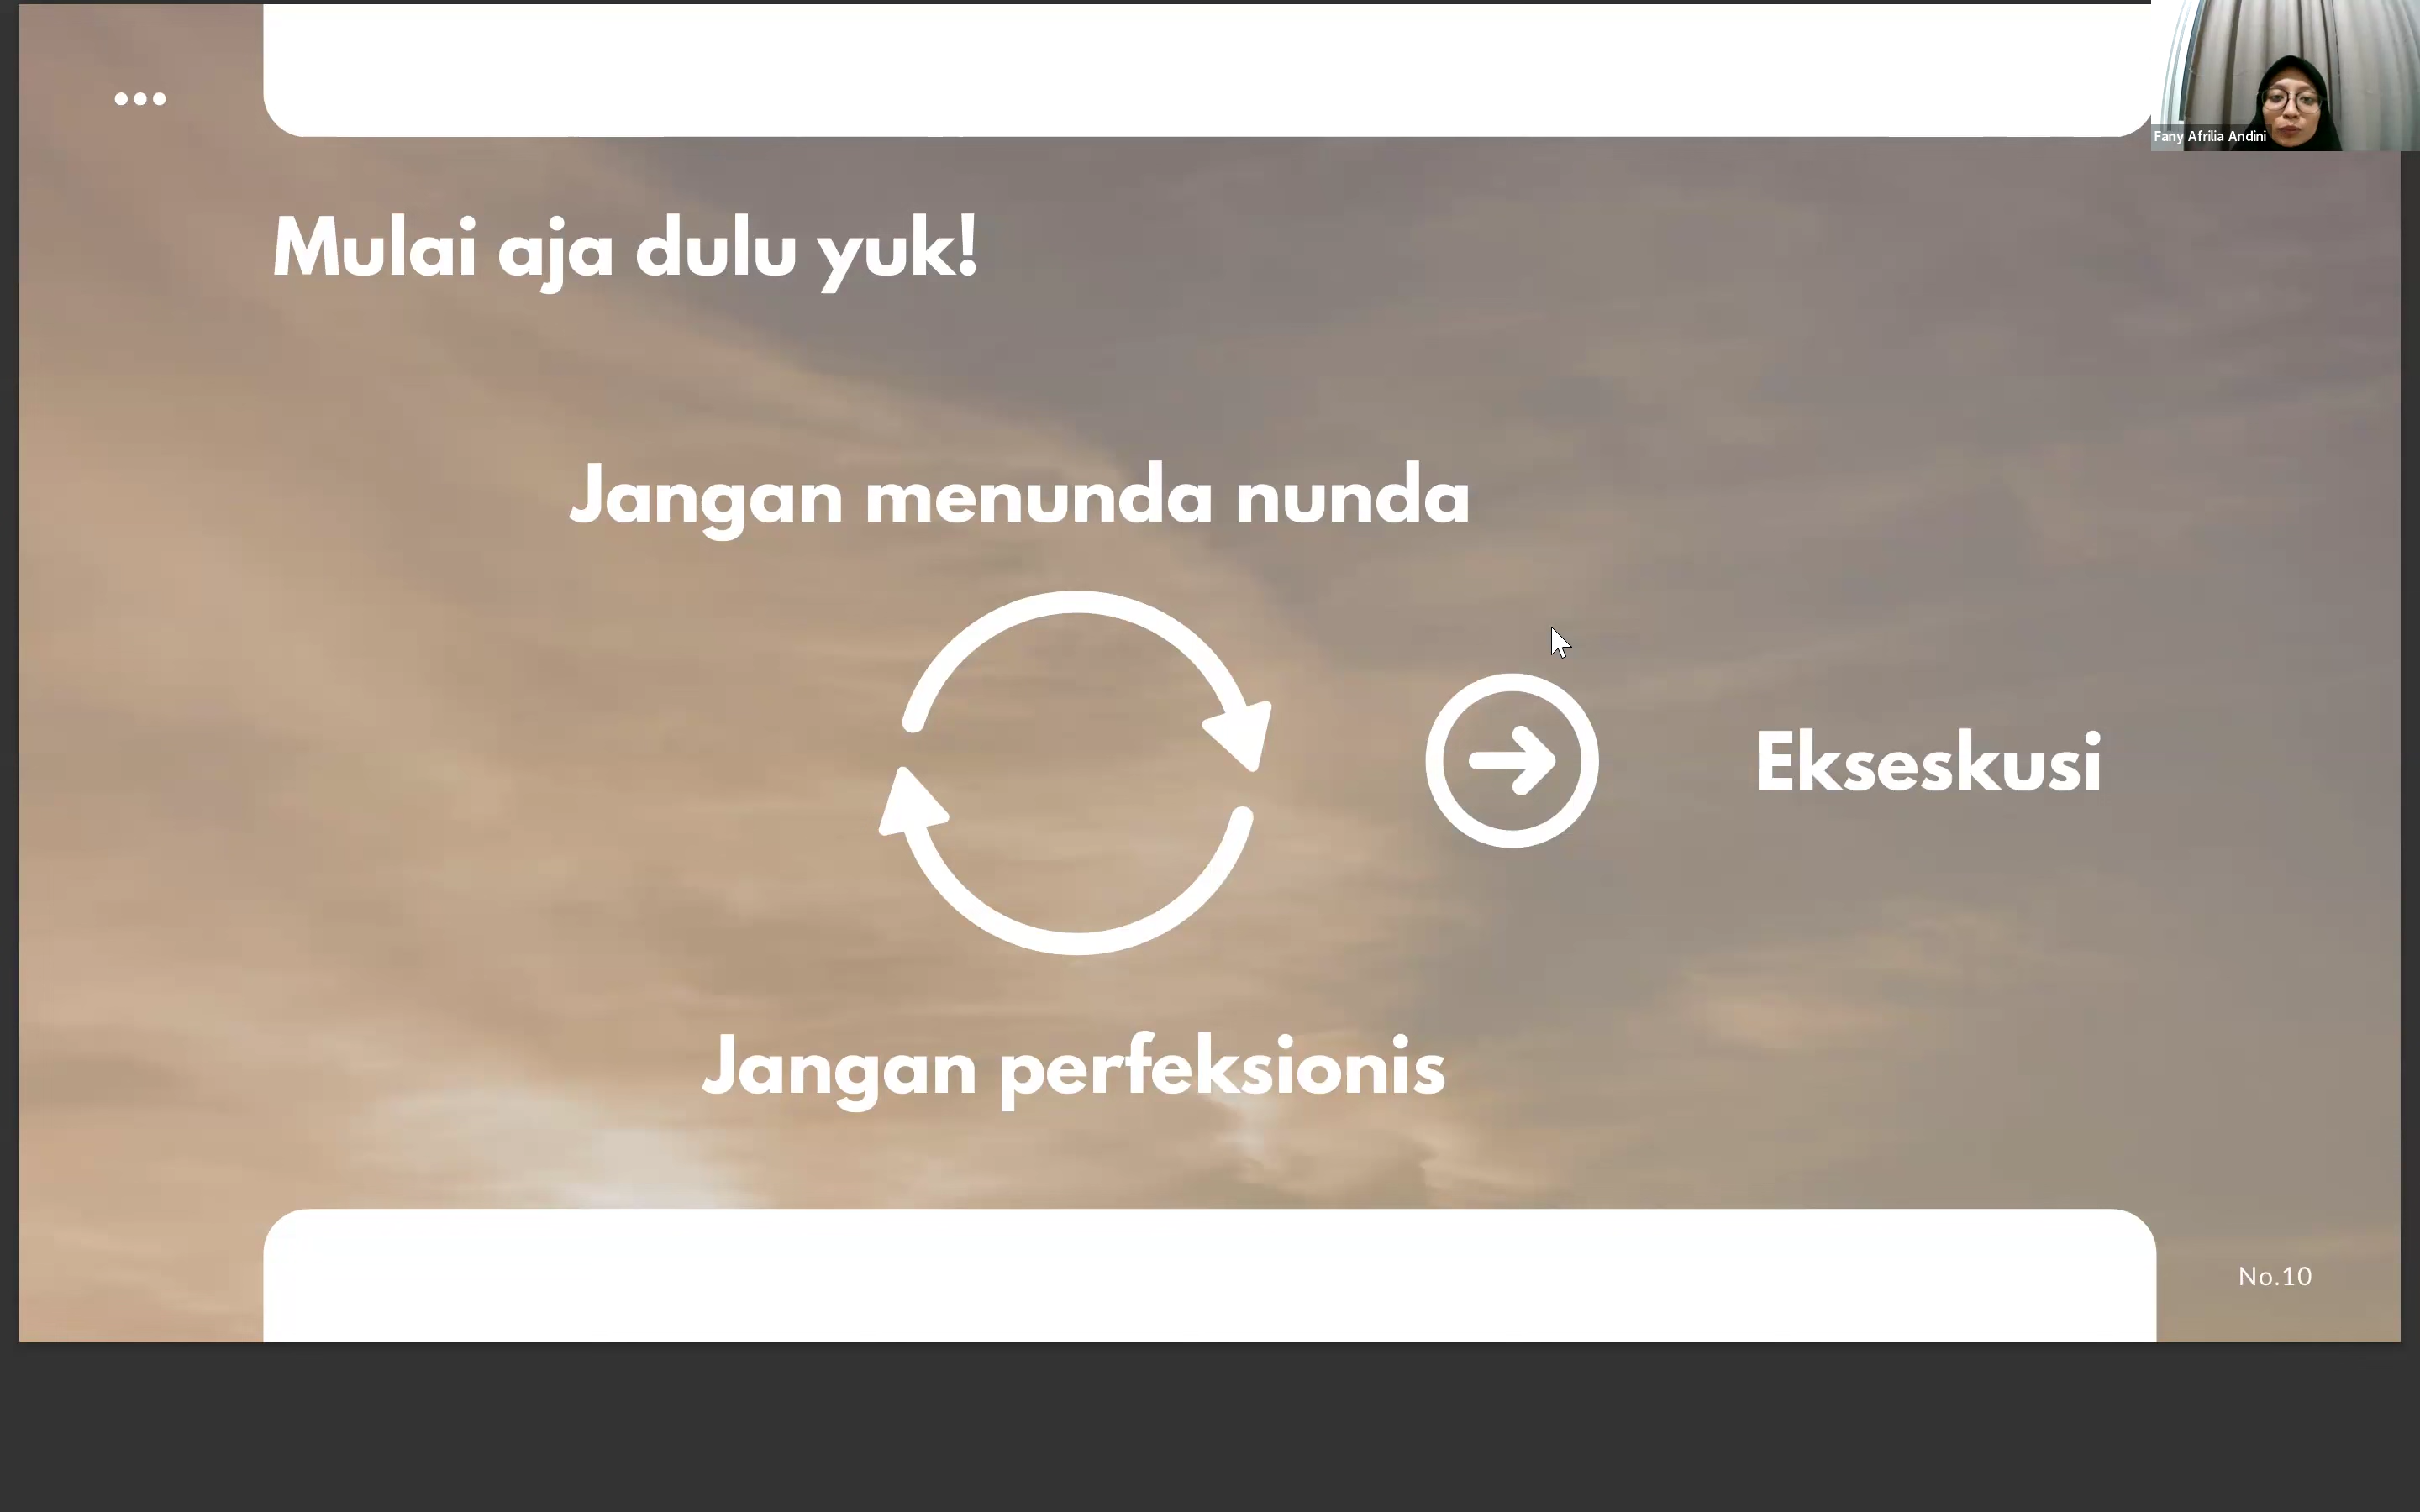 Fany Afrilia Andini
Mulai aja dulu yuk!
Jangan menunda nunda
Ekseskusi
Jangan perfeksionis
No.10